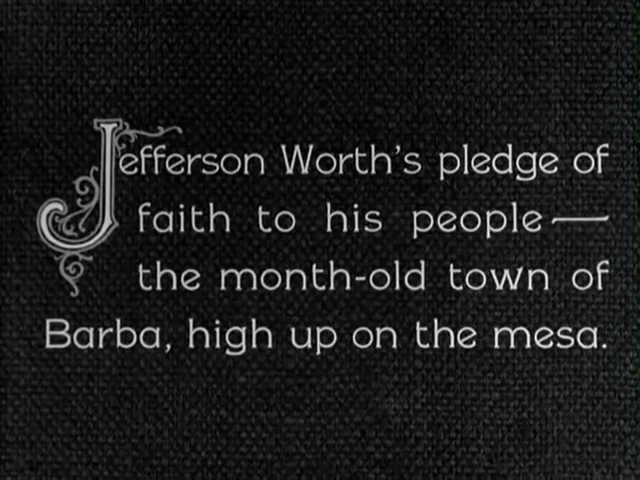 Jefferson Worth's pledge of
faith to his people—
the month-old town of
Barba, high up on the mesa.